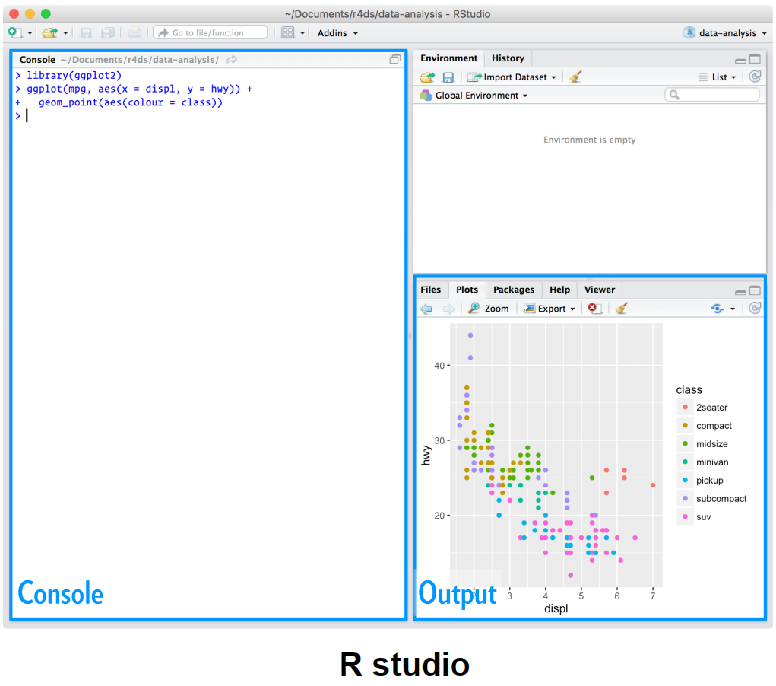 ~/Documents/r4ds/data-analysis - RStudio
Go to file/function
Addins
data-analysis
Console ~/Documents/r4ds/data-analysis/
> library(ggplot2)
> ggplot(mpg, aes(x = displ, y = hwy)) +
+   geom_point(aes(colour = class))
>
Console
Environment History
Import Dataset
List
Global Environment
Environment is empty
Files Plots Packages Help Viewer
Zoom Export
40
30
20
hwy
3 4 5 6 7
displ
class
2seater
compact
midsize
minivan
pickup
subcompact
suv
Output
R studio